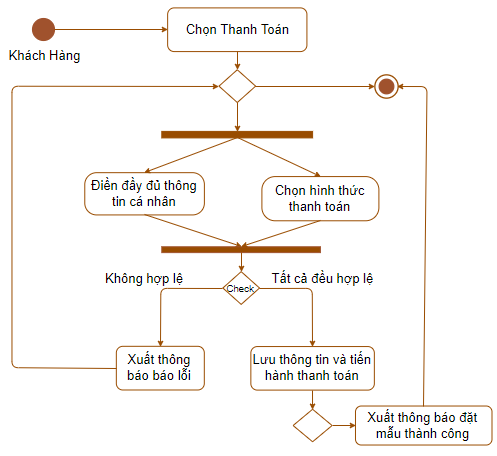 Chọn Thanh Toán
Khách Hàng
Điền đầy đủ thông
tin cá nhân
Chọn hình thức
thanh toán
Không hợp lệ
Tất cả đều hợp lệ
Check
Xuất thông
báo báo lỗi
Lưu thông tin và tiến
hành thanh toán
Xuất thông báo đặt
mẫu thành công